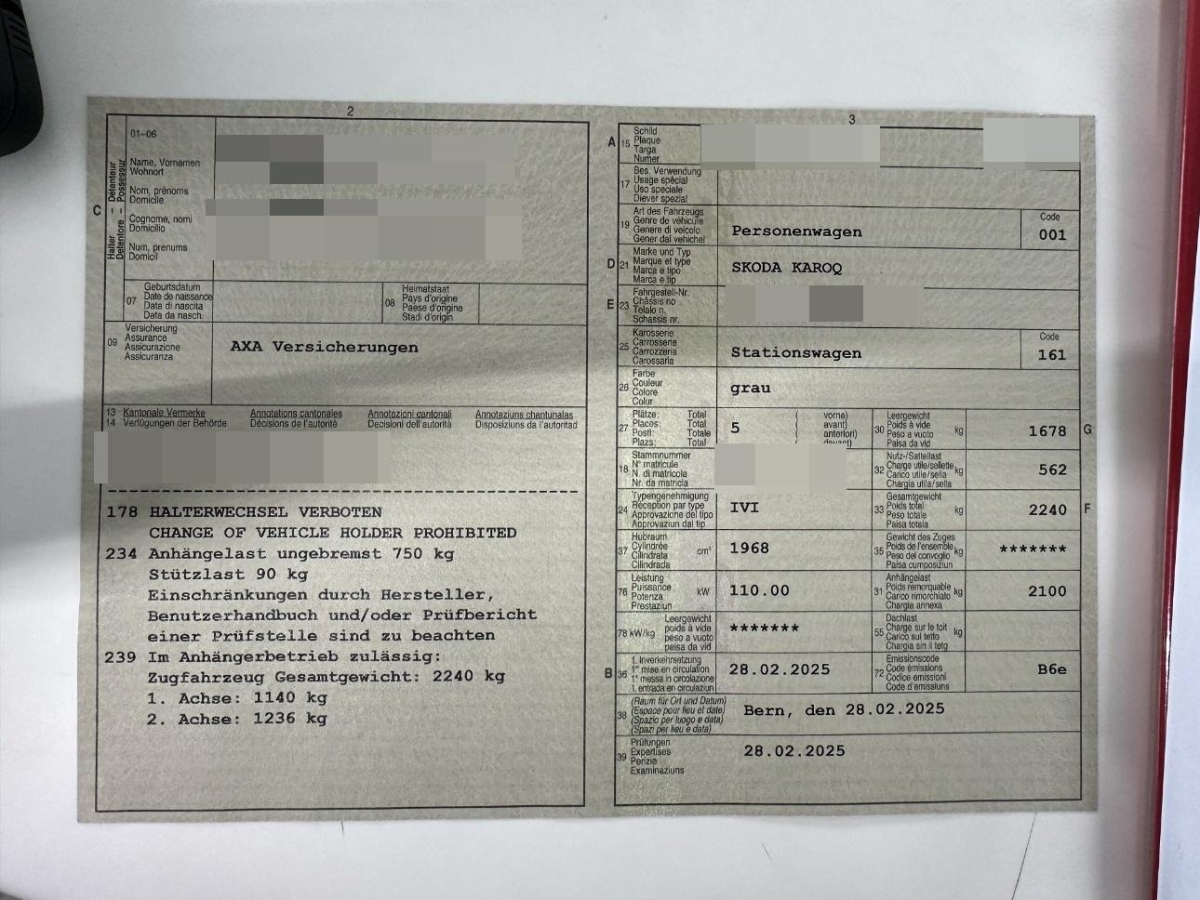 2
01–06
C
Halter – Détenteur
Detentore – Possessur
Name, Vornamen
Wohnort
Nom, prénoms
Domicile
Cognome, nomi
Domicilio
Num, prenums
Domicil
07
Geburtsdatum
Date de naissance
Data di nascita
Data da nasch.
08
Heimatstaat
Pays d'origine
Paese d'origine
Stadi d'origin
09
Versicherung
Assurance
Assicurazione
Assicuranza
AXA Versicherungen
13 Kantonale Vermerke Annotations cantonales Annotazioni cantonali Annotaziuns chantunalas
14 Verfügungen der Behörde Décisions de l'autorité Decisioni dell'autorità Disposiziuns da l'autoritad
178 HALTERWECHSEL VERBOTEN
CHANGE OF VEHICLE HOLDER PROHIBITED
234 Anhängelast ungebremst 750 kg
Stützlast 90 kg
Einschränkungen durch Hersteller,
Benutzerhandbuch und/oder Prüfbericht
einer Prüfstelle sind zu beachten
239 Im Anhängerbetrieb zulässig:
Zugfahrzeug Gesamtgewicht: 2240 kg
1. Achse: 1140 kg
2. Achse: 1236 kg
3
A 15
Schild
Plaque
Targa
Numer
17
Bes. Verwendung
Usage spécial
Uso speciale
Diever spezial
19
Art des Fahrzeugs
Genre de véhicule
Genere di veicolo
Gener dal vehichel
Personenwagen
Code
001
D 21
Marke und Typ
Marque et type
Marca e tipo
Marca e tip
SKODA KAROQ
E 23
Fahrgestell-Nr.
Châssis no
Telaio n.
Schassis nr.
25
Karosserie
Carrosserie
Carrozzeria
Carossaria
Stationswagen
Code
161
26
Farbe
Couleur
Colore
Colur
grau
27
Plätze: Total
Places: Total
Posti: Totale
Plazs: Total
5
( vorne)
( avant)
( anteriori)
( davant)
30
Leergewicht
Poids à vide
Peso a vuoto
Paisa da vid
kg
1678
G
18
Stammnummer
N° matricule
N. di matricola
Nr. da matricla
32
Nutz-/Sattellast
Charge utile/sellette
Carico utile/sella
Chargia utila/sella
kg
562
24
Typengenehmigung
Réception par type
Approvazione del tipo
Approvaziun dal tip
IVI
33
Gesamtgewicht
Poids total
Peso totale
Paisa totala
kg
2240
F
37
Hubraum
Cylindrée
Cilindrata
Cilindrada
cm³
1968
35
Gewicht des Zuges
Poids de l'ensemble
Peso del convoglio
Paisa cumposiziun
kg
*******
76
Leistung
Puissance
Potenza
Prestaziun
kW
110.00
31
Anhängelast
Poids remorquable
Carico rimorchiato
Chargia annexa
kg
2100
78 kW/kg
Leergewicht
poids à vide
peso a vuoto
paisa da vid
*******
55
Dachlast
Charge sur le toit
Carico sul tetto
Chargia sin il tetg
kg
B 36
1. Inverkehrsetzung
1re mise en circulation
1a messa in circolazione
1. entrada en circulaziun
28.02.2025
72
Emissionscode
Code émissions
Codice emissioni
Code d'emissiuns
B6e
38
(Raum für Ort und Datum)
(Espace pour lieu et date)
(Spazio per luogo e data)
(Spazi per lieu e data)
Bern, den 28.02.2025
39
Prüfungen
Expertises
Perizie
Examinaziuns
28.02.2025